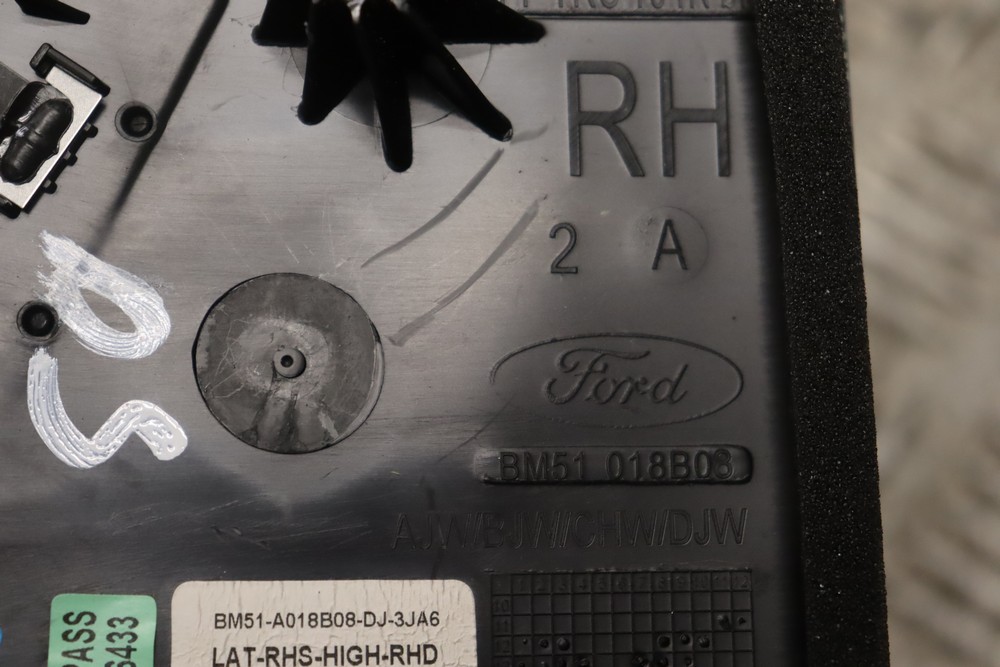 RH
2 A
Ford
BM51 018B08
AJW/BJW/CHW/DJW
BM51-A018B08-DJ-3JA6
LAT-RHS-HIGH-RHD
PASS
6433